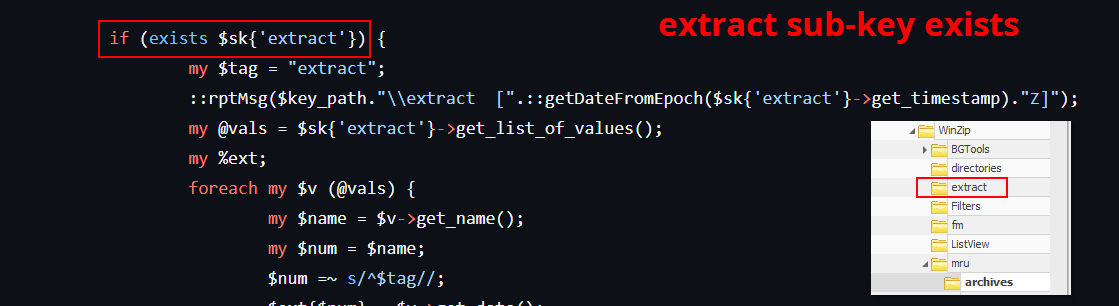 extract sub-key exists
if (exists $sk{'extract'}) {
my $tag = "extract";
::rptMsg($key_path."\\extract  [".::getDateFromEpoch($sk{'extract'}->get_timestamp)."Z]");
my @vals = $sk{'extract'}->get_list_of_values();
my %ext;
foreach my $v (@vals) {
my $name = $v->get_name();
my $num = $name;
$num =~ s/^$tag//;
WinZip
BGTools
directories
extract
Filters
fm
ListView
mru
archives